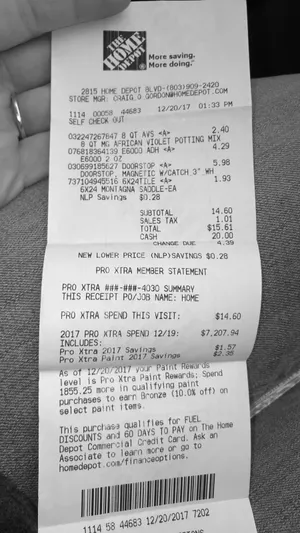 THE
HOME
DEPOT
More saving.
More doing.
2815 HOME DEPOT BLVD-(803)909-2420
STORE MGR: CRAIG_O_GORDON@HOMEDEPOT.COM
1114 00058 44683 12/20/17 01:33 PM
SELF CHECK OUT
032247267647 8 QT AVS <A> 2.40
8 QT MG AFRICAN VIOLET POTTING MIX
076818364139 E6000 ADH <A> 4.29
E6000 2 OZ
030699185627 DOORSTOP <A> 5.98
DOORSTOP, MAGNETIC W/CATCH,3" WH
737104945516 6X24TILE <A> 1.93
6X24 MONTAGNA SADDLE-EA
NLP Savings $0.28
SUBTOTAL 14.60
SALES TAX 1.01
TOTAL $15.61
CASH 20.00
CHANGE DUE 4.39
NEW LOWER PRICE (NLP)SAVINGS $0.28
PRO XTRA MEMBER STATEMENT
PRO XTRA ###-###-4030 SUMMARY
THIS RECEIPT PO/JOB NAME: HOME
PRO XTRA SPEND THIS VISIT: $14.60
2017 PRO XTRA SPEND 12/19: $7,207.94
INCLUDES:
Pro Xtra 2017 Savings $1.57
Pro Xtra Paint 2017 Savings $2.35
As of 12/20/2017 your Paint Rewards
level is Pro Xtra Paint Rewards; Spend
1855.25 more in qualifying paint
purchases to earn Bronze (10.0% off) on
select paint items.
This purchase qualifies for FUEL
DISCOUNTS and 60 DAYS TO PAY on The Home
Depot Commercial Credit Card. Ask an
Associate to learn more or go to
homedepot.com/financeoptions.
1114 58 44683 12/20/2017 7202